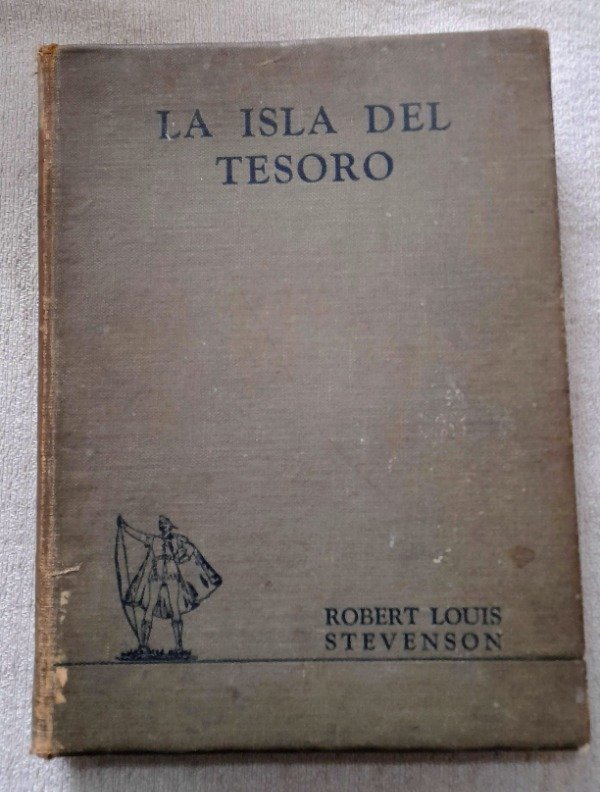 LA ISLA DEL
TESORO
ROBERT LOUIS
STEVENSON